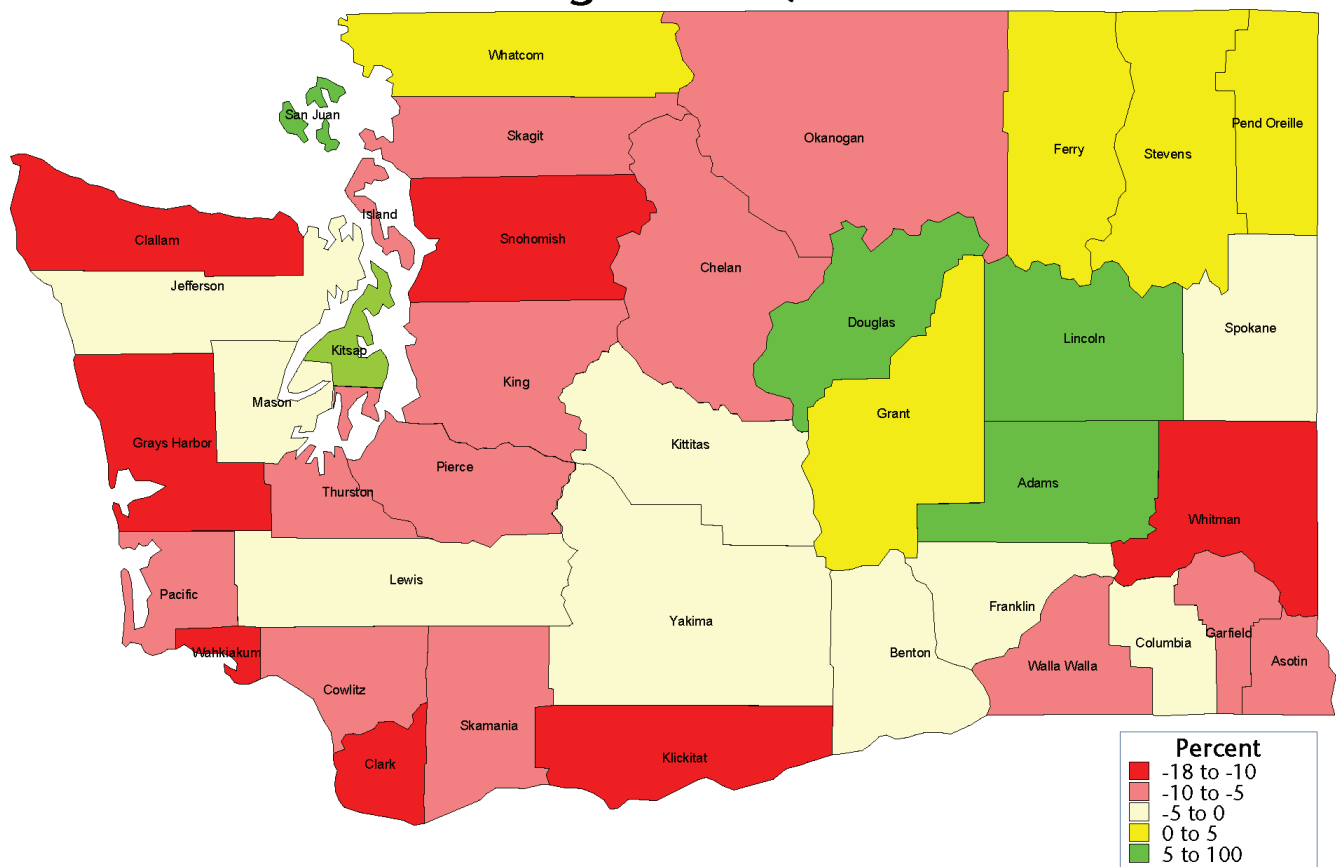 Whatcom
San Juan
Skagit
Okanogan
Ferry
Stevens
Pend Oreille
Island
Clallam
Snohomish
Chelan
Jefferson
Douglas
Lincoln
Spokane
Kitsap
King
Mason
Grant
Grays Harbor
Kittitas
Pierce
Thurston
Adams
Whitman
Lewis
Pacific
Yakima
Franklin
Wahkiakum
Benton
Columbia
Garfield
Walla Walla
Asotin
Cowlitz
Skamania
Clark
Klickitat
Percent
-18 to -10
-10 to -5
-5 to 0
0 to 5
5 to 100